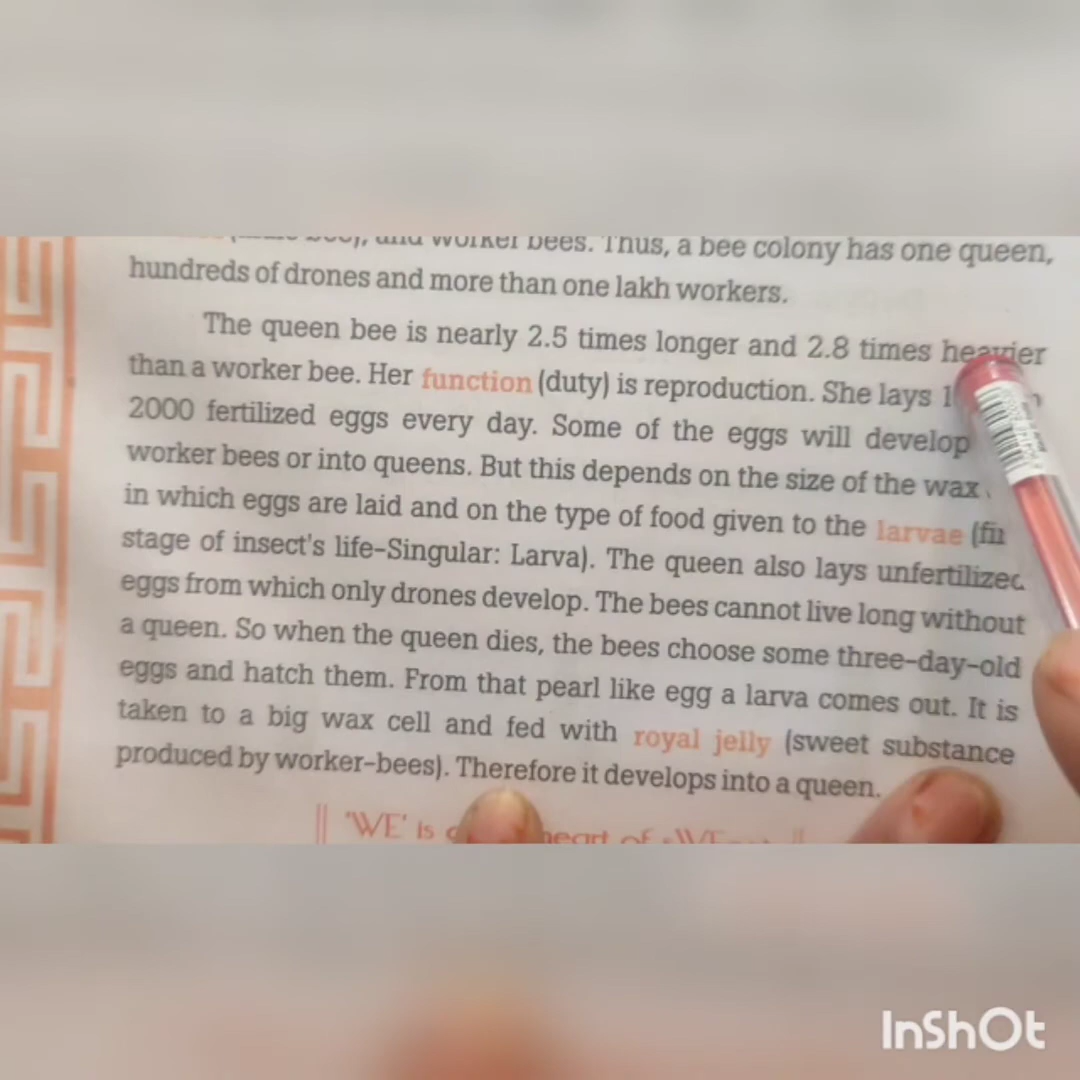 and worker bees. Thus, a bee colony has one queen,
hundreds of drones and more than one lakh workers.
The queen bee is nearly 2.5 times longer and 2.8 times heavier
than a worker bee. Her function (duty) is reproduction. She lays
2000 fertilized eggs every day. Some of the eggs will develop
worker bees or into queens. But this depends on the size of the wax
in which eggs are laid and on the type of food given to the larvae
stage of insect's life-Singular: Larva). The queen also lays unfertilized
eggs from which only drones develop. The bees cannot live long without
a queen. So when the queen dies, the bees choose some three-day-old
eggs and hatch them. From that pearl like egg a larva comes out. It is
taken to a big wax cell and fed with royal jelly (sweet substance
produced by worker-bees). Therefore it develops into a queen.
'WE' is heart of
InShOt